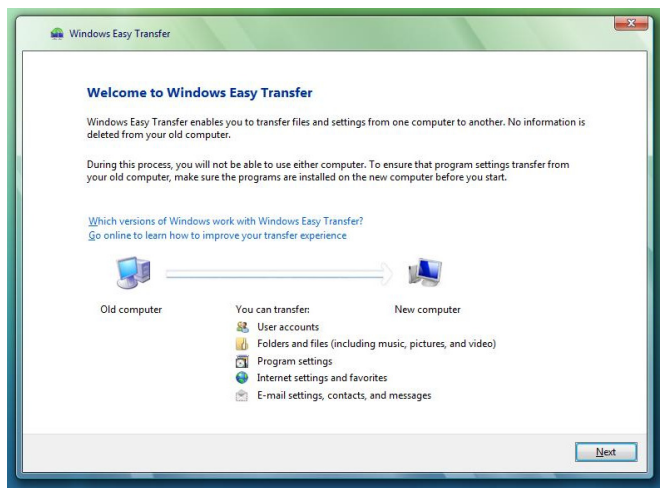 Windows Easy Transfer
Welcome to Windows Easy Transfer
Windows Easy Transfer enables you to transfer files and settings from one computer to another. No information is
deleted from your old computer.
During this process, you will not be able to use either computer. To ensure that program settings transfer from
your old computer, make sure the programs are installed on the new computer before you start.
Which versions of Windows work with Windows Easy Transfer?
Go online to learn how to improve your transfer experience
Old computer
You can transfer:
New computer
User accounts
Folders and files (including music, pictures, and video)
Program settings
Internet settings and favorites
E-mail settings, contacts, and messages
Next